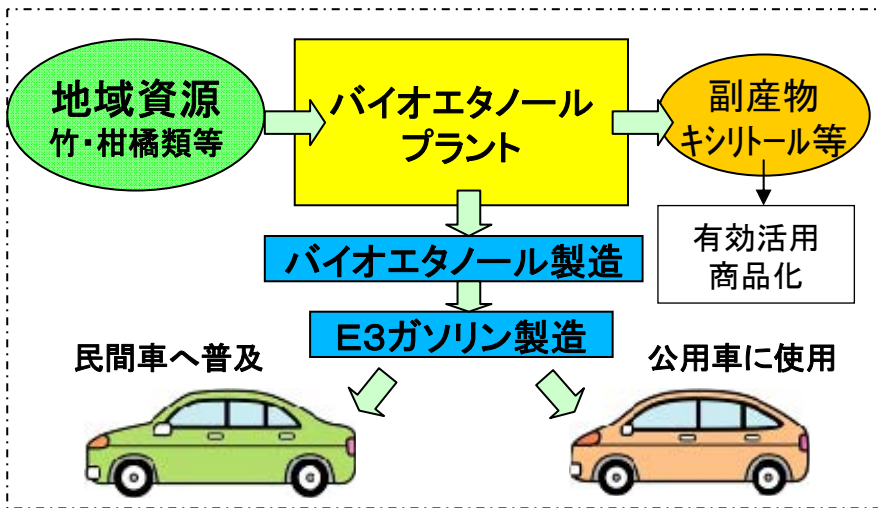 地域資源
竹・柑橘類等
バイオエタノール
プラント
副産物
キシリトール等
有効活用
商品化
バイオエタノール製造
E3ガソリン製造
民間車へ普及
公用車に使用